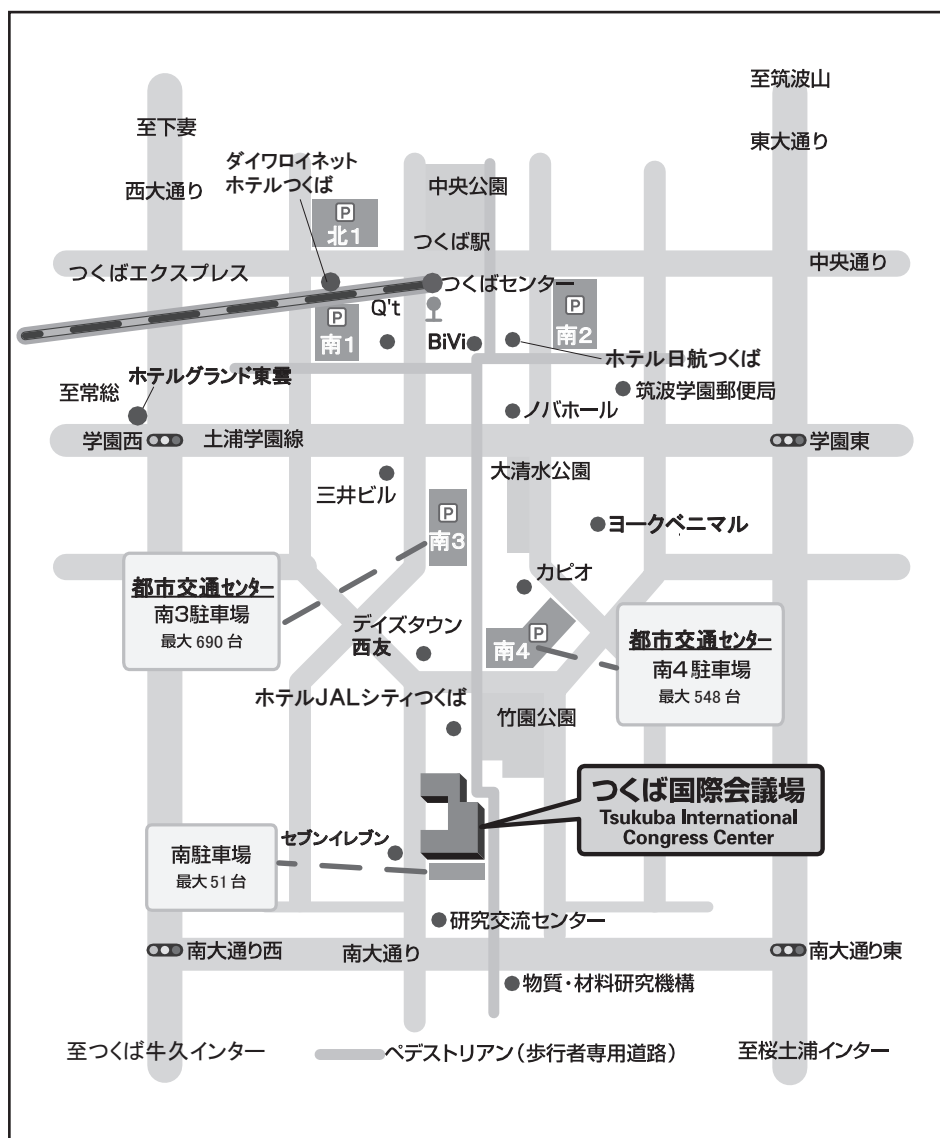 至筑波山
至下妻
東大通り
ダイワロイネット
ホテルつくば
中央公園
西大通り
P
北1
つくば駅
中央通り
つくばエクスプレス
つくばセンター
P
南1
Q't
P
南2
BiVi
ホテル日航つくば
ホテルグランド東雲
至常総
筑波学園郵便局
ノバホール
学園西
土浦学園線
学園東
大清水公園
三井ビル
P
南3
ヨークベニマル
カピオ
都市交通センター
南3駐車場
最大690台
デイズタウン
西友
P
南4
都市交通センター
南4駐車場
最大548台
ホテルJALシティつくば
竹園公園
つくば国際会議場
Tsukuba International
Congress Center
セブンイレブン
南駐車場
最大51台
研究交流センター
南大通り西
南大通り
南大通り東
物質・材料研究機構
至つくば牛久インター
ペデストリアン(歩行者専用道路)
至桜土浦インター